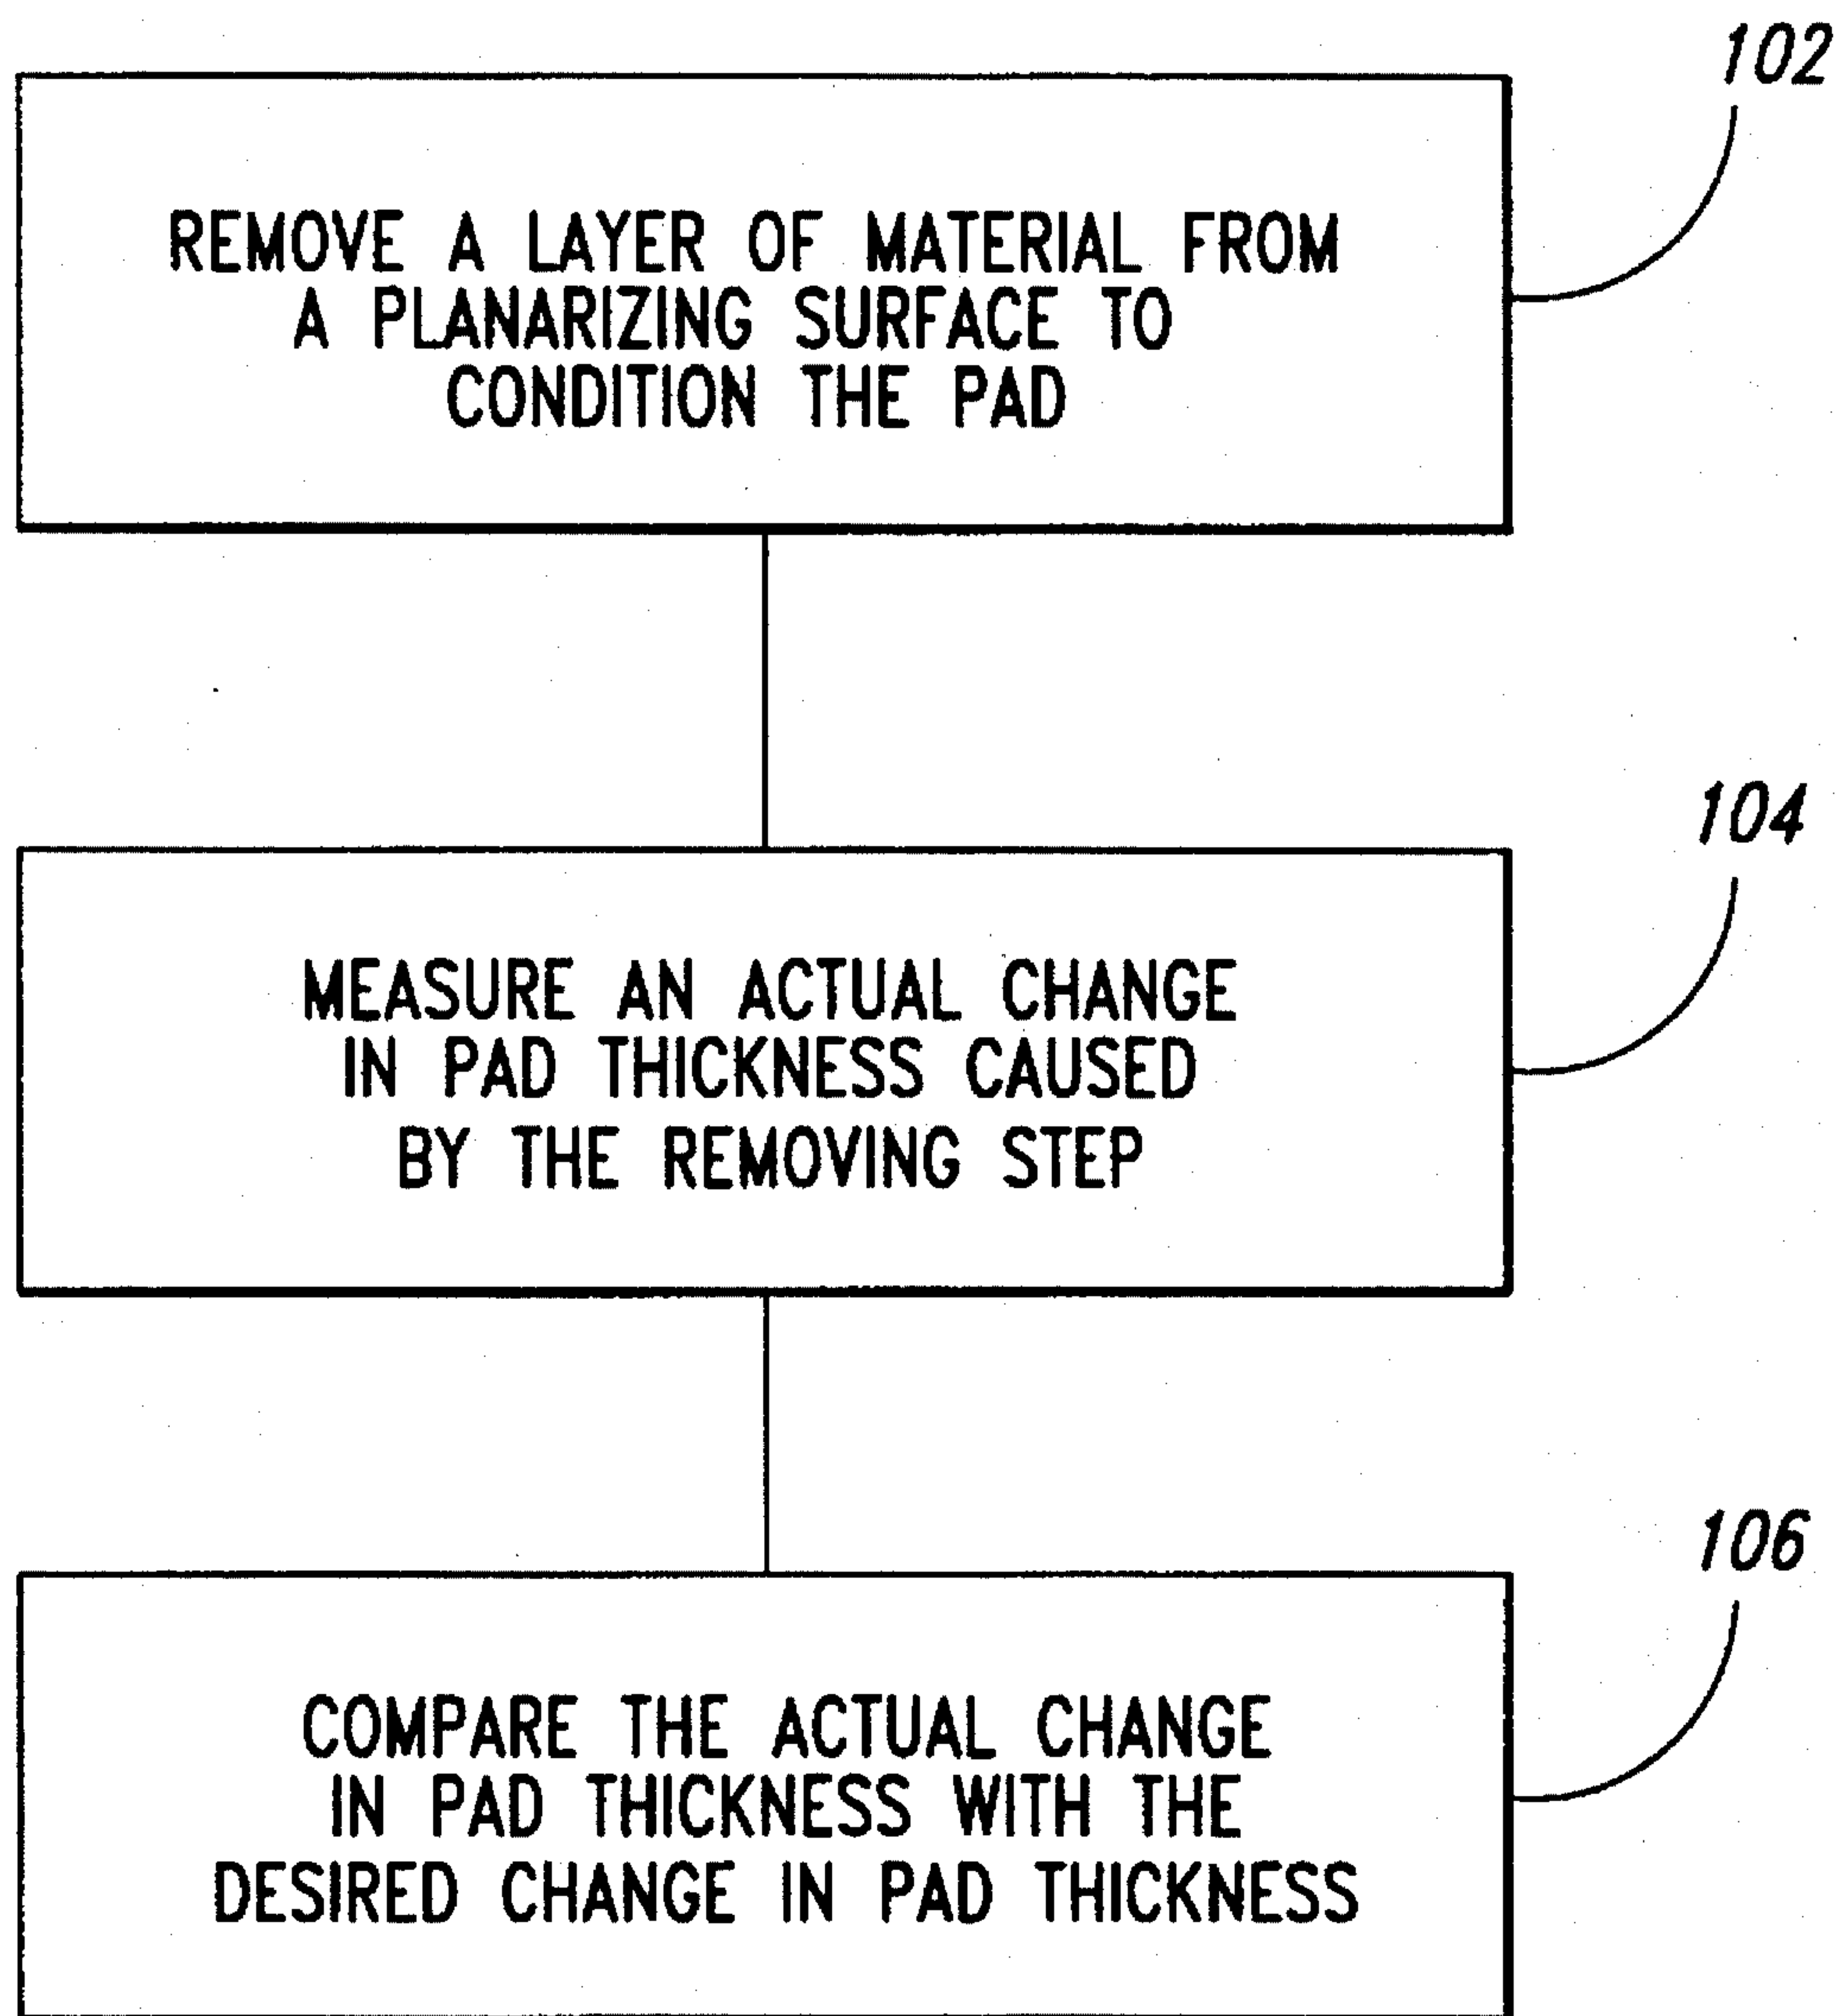 102
REMOVE A LAYER OF MATERIAL FROM
A PLANARIZING SURFACE TO
CONDITION THE PAD
104
MEASURE AN ACTUAL CHANGE
IN PAD THICKNESS CAUSED
BY THE REMOVING STEP
106
COMPARE THE ACTUAL CHANGE
IN PAD THICKNESS WITH THE
DESIRED CHANGE IN PAD THICKNESS